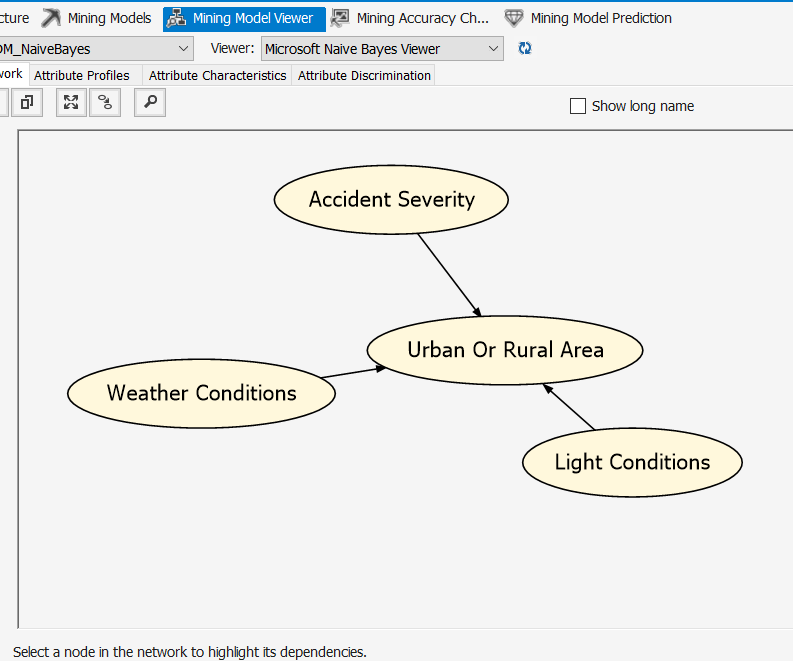 cture Mining Models Mining Model Viewer Mining Accuracy Ch... Mining Model Prediction
DM_NaiveBayes Viewer: Microsoft Naive Bayes Viewer
work Attribute Profiles Attribute Characteristics Attribute Discrimination
Show long name
Accident Severity
Urban Or Rural Area
Weather Conditions
Light Conditions
Select a node in the network to highlight its dependencies.